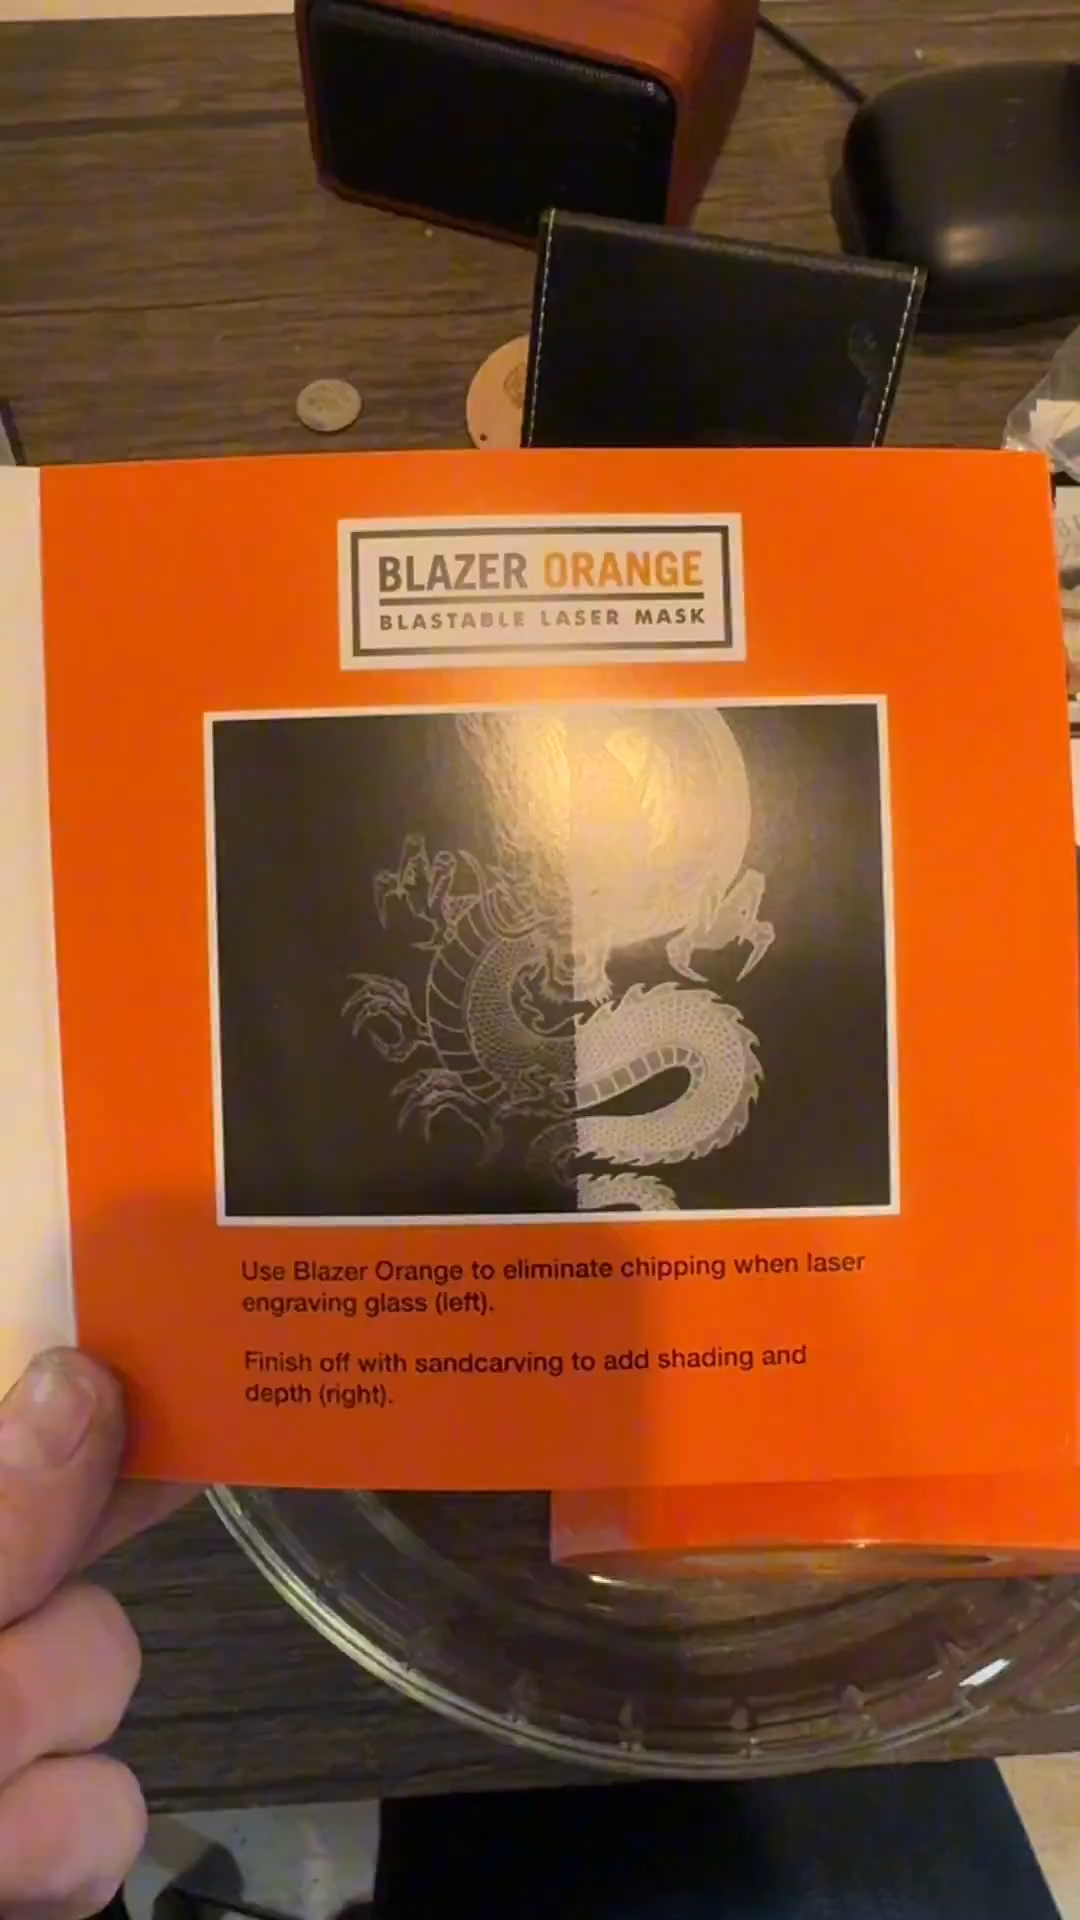 BLAZER ORANGE
BLASTABLE LASER MASK
Use Blazer Orange to eliminate chipping when laser
engraving glass (left).
Finish off with sandcarving to add shading and
depth (right).